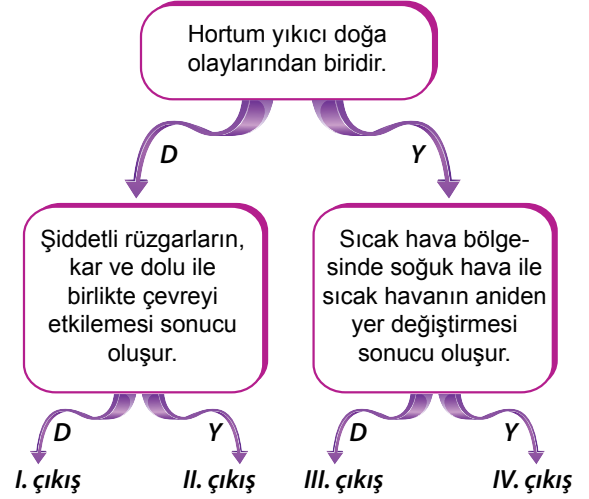 Hortum yıkıcı doğa
olaylarından biridir.
D
Y
Şiddetli rüzgarların,
kar ve dolu ile
birlikte çevreyi
etkilemesi sonucu
oluşur.
Sıcak hava bölge-
sinde soğuk hava ile
sıcak havanın aniden
yer değiştirmesi
sonucu oluşur.
D
Y
D
Y
I. çıkış
II. çıkış
III. çıkış
IV. çıkış